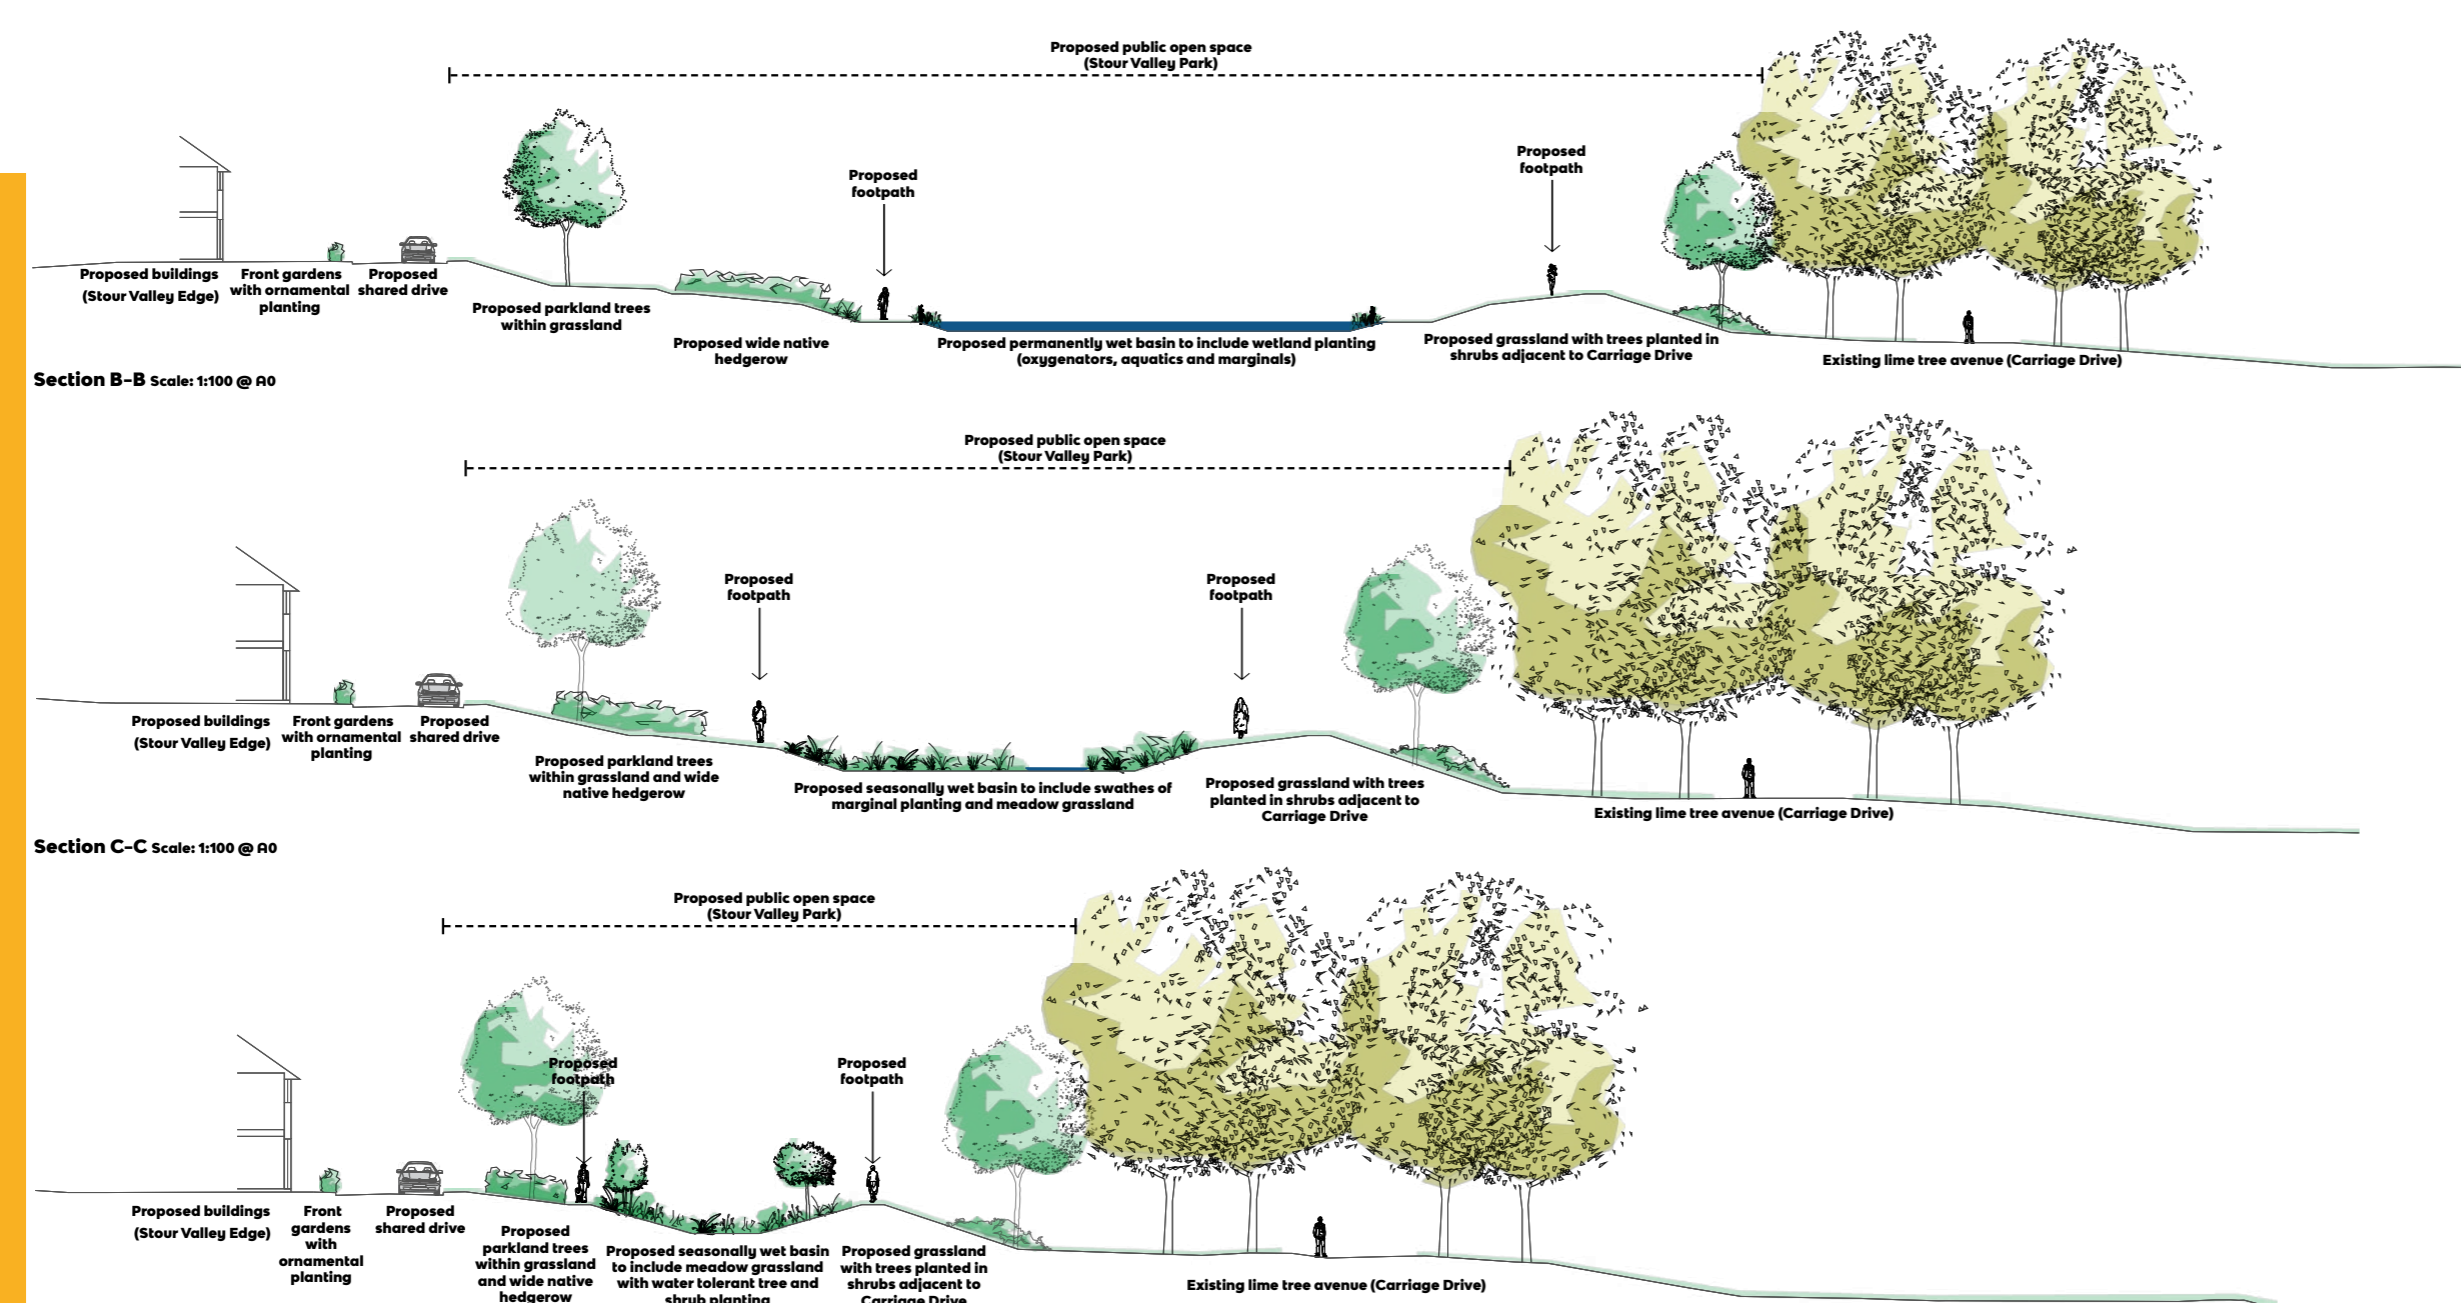 Proposed public open space
(Stour Valley Park)
Proposed
footpath
Proposed
footpath
Proposed buildings
(Stour Valley Edge)
Front gardens
with ornamental
planting
Proposed
shared drive
Proposed parkland trees
within grassland
Proposed wide native
hedgerow
Proposed permanently wet basin to include wetland planting
(oxygenators, aquatics and marginals)
Proposed grassland with trees planted in
shrubs adjacent to Carriage Drive
Existing lime tree avenue (Carriage Drive)
Section B-B Scale: 1:100 @ A0
Proposed public open space
(Stour Valley Park)
Proposed
footpath
Proposed
footpath
Proposed buildings
(Stour Valley Edge)
Front gardens
with ornamental
planting
Proposed
shared drive
Proposed parkland trees
within grassland and wide
native hedgerow
Proposed seasonally wet basin to include swathes of
marginal planting and meadow grassland
Proposed grassland with trees
planted in shrubs adjacent to
Carriage Drive
Existing lime tree avenue (Carriage Drive)
Section C-C Scale: 1:100 @ A0
Proposed public open space
(Stour Valley Park)
Proposed
footpath
Proposed
footpath
Proposed buildings
(Stour Valley Edge)
Front
gardens
with
ornamental
planting
Proposed
shared drive
Proposed
parkland trees
within grassland
and wide native
hedgerow
Proposed seasonally wet basin
to include meadow grassland
with water tolerant tree and
shrub planting
Proposed grassland
with trees planted in
shrubs adjacent to
Carriage Drive
Existing lime tree avenue (Carriage Drive)